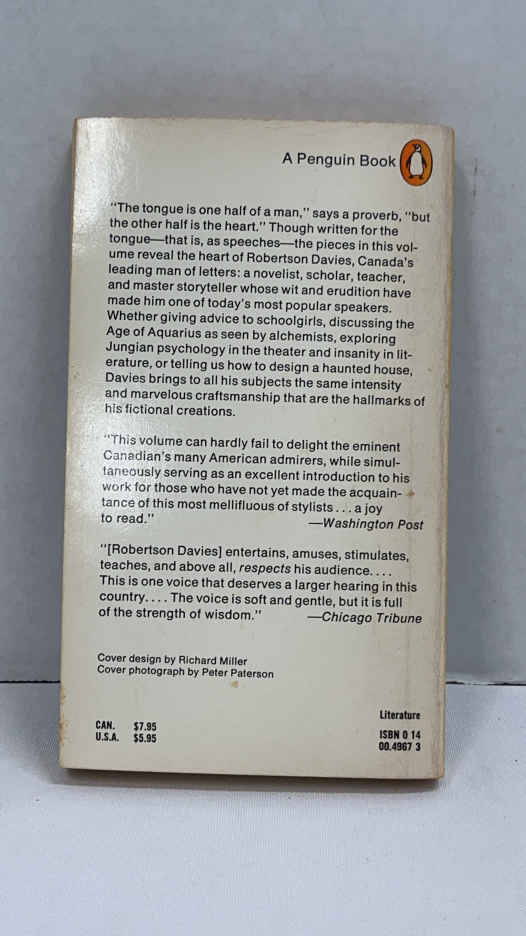 A Penguin Book
"The tongue is one half of a man," says a proverb, "but
the other half is the heart." Though written for the
tongue—that is, as speeches—the pieces in this vol-
ume reveal the heart of Robertson Davies, Canada's
leading man of letters: a novelist, scholar, teacher,
and master storyteller whose wit and erudition have
made him one of today's most popular speakers.
Whether giving advice to schoolgirls, discussing the
Age of Aquarius as seen by alchemists, exploring
Jungian psychology in the theater and insanity in lit-
erature, or telling us how to design a haunted house,
Davies brings to all his subjects the same intensity
and marvelous craftsmanship that are the hallmarks of
his fictional creations.
"This volume can hardly fail to delight the eminent
Canadian's many American admirers, while simul-
taneously serving as an excellent introduction to his
work for those who have not yet made the acquain-
tance of this most mellifluous of stylists . . . a joy
to read." —Washington Post
"[Robertson Davies] entertains, amuses, stimulates,
teaches, and above all, respects his audience. . . .
This is one voice that deserves a larger hearing in this
country. . . . The voice is soft and gentle, but it is full
of the strength of wisdom." —Chicago Tribune
Cover design by Richard Miller
Cover photograph by Peter Paterson
Literature
CAN. $7.95
U.S.A. $5.95
ISBN 0 14
00.4967 3